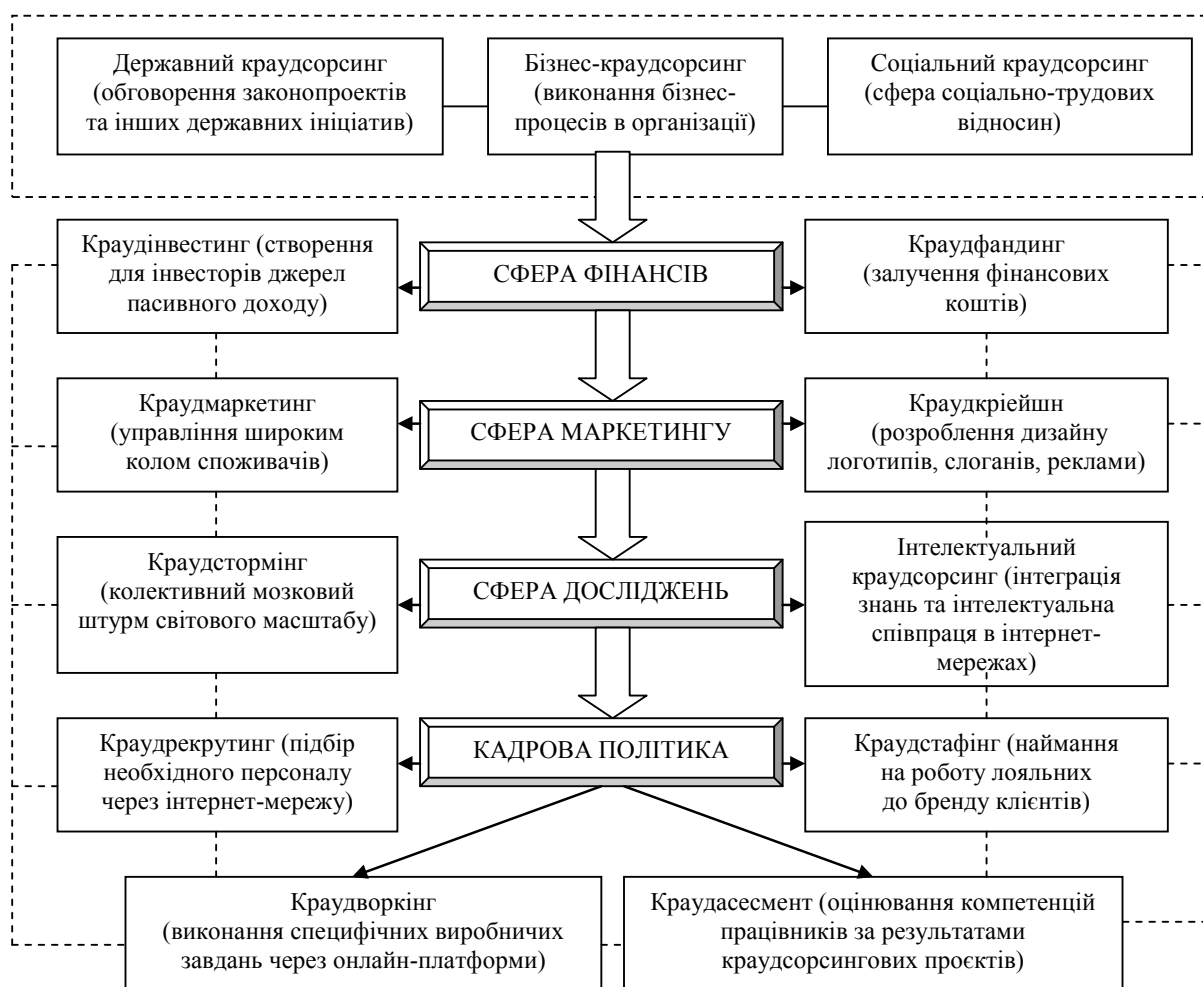 Державний краудсорсинг
(обговорення законопроектів
та інших державних ініціатив)
Бізнес-краудсорсинг
(виконання бізнес-
процесів в організації)
Соціальний краудсорсинг
(сфера соціально-трудових
відносин)
Краудінвестинг (створення
для інвесторів джерел
пасивного доходу)
СФЕРА ФІНАНСІВ
Краудфандинг
(залучення фінансових
коштів)
Краудмаркетинг
(управління широким
колом споживачів)
СФЕРА МАРКЕТИНГУ
Краудкріейшн
(розроблення дизайну
логотипів, слоганів, реклами)
Краудстормінг
(колективний мозковий
штурм світового масштабу)
СФЕРА ДОСЛІДЖЕНЬ
Інтелектуальний
краудсорсинг (інтеграція
знань та інтелектуальна
співпраця в інтернет-
мережах)
Краудрекрутинг (підбір
необхідного персоналу
через інтернет-мережу)
КАДРОВА ПОЛІТИКА
Краудстафінг (наймання
на роботу лояльних
до бренду клієнтів)
Краудворкінг
(виконання специфічних виробничих
завдань через онлайн-платформи)
Краудасесмент (оцінювання компетенцій
працівників за результатами
краудсорсингових проєктів)